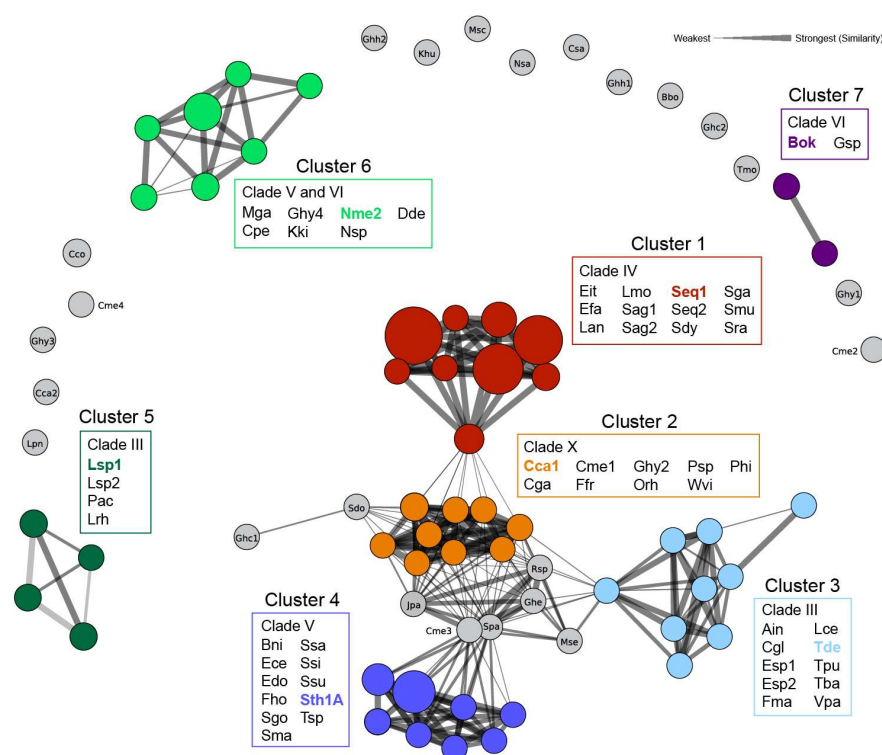 Ghh2
Khu
Msc
Nsa
Csa
Ghh1
Bbo
Ghc2
Tmo
Weakest Strongest (Similarity)
Cluster 7
Clade VI
Bok Gsp
Cluster 6
Clade V and VI
Mga Ghy4 Nme2 Dde
Cpe Kki Nsp
Cluster 1
Clade IV
Eit Lmo Seq1 Sga
Efa Sag1 Seq2 Smu
Lan Sag2 Sdy Sra
Cco
Cme4
Ghy3
Cca2
Lpn
Ghy1
Cme2
Cluster 5
Clade III
Lsp1
Lsp2
Pac
Lrh
Cluster 2
Clade X
Cca1 Cme1 Ghy2 Psp Phi
Cga Ffr Orh Wvi
Sdo
Ghc1
Rsp
Jpa
Ghe
Cme3
Spa
Mse
Cluster 4
Clade V
Bni Ssa
Ece Ssi
Edo Ssu
Fho Sth1A
Sgo Tsp
Sma
Cluster 3
Clade III
Ain Lce
Cgl Tde
Esp1 Tpu
Esp2 Tba
Fma Vpa